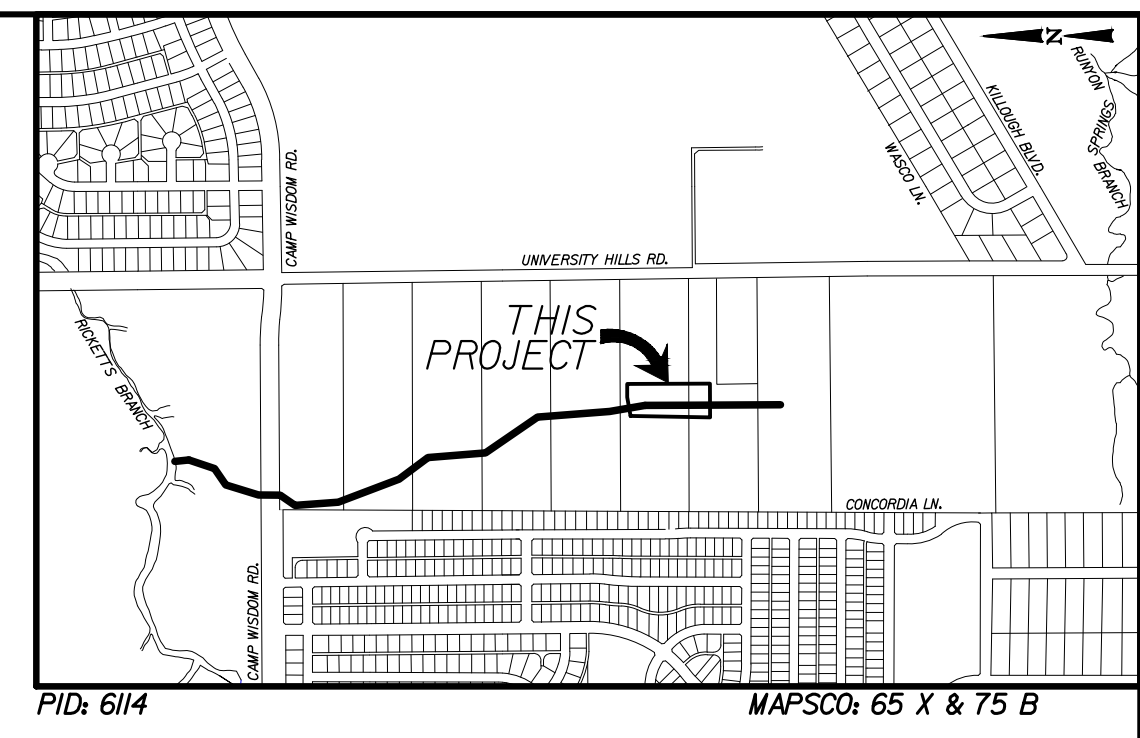 N
RUNYON SPRINGS BRANCH
KILLOUGH BLVD.
WASCO LN.
CAMP WISDOM RD.
UNIVERSITY HILLS RD.
THIS
PROJECT
RICKETTS BRANCH
CONCORDIA LN.
CAMP WISDOM RD.
PID: 6114
MAPSCO: 65 X & 75 B